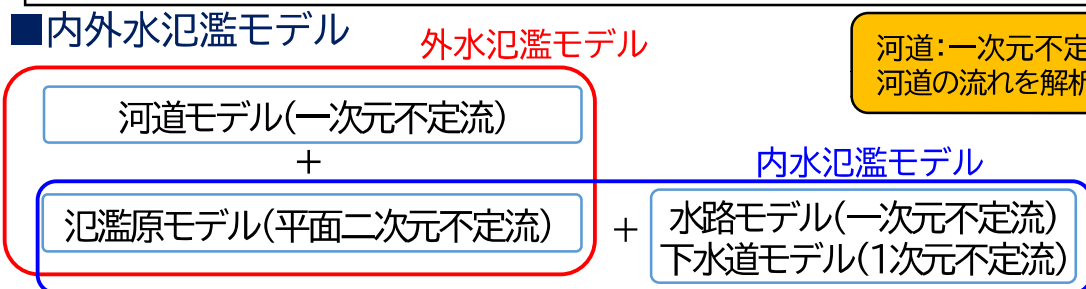 ■内外水氾濫モデル
外水氾濫モデル
河道:一次元不定
河道の流れを解析
河道モデル(一次元不定流)
+
内水氾濫モデル
氾濫原モデル(平面二次元不定流)
+
水路モデル(一次元不定流)
下水道モデル(1次元不定流)